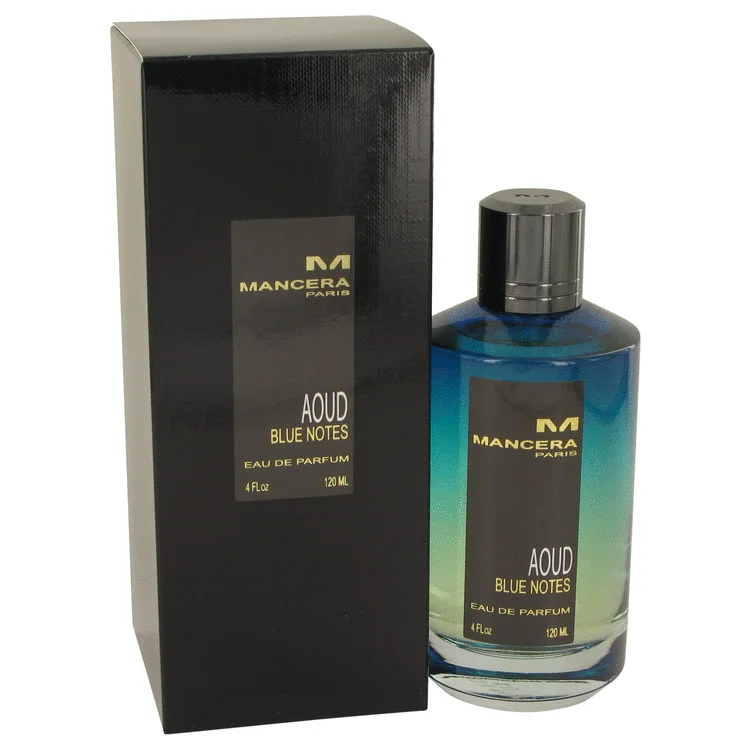 M
MANCERA
PARIS
AOUD
BLUE NOTES
EAU DE PARFUM
4 FL.oz 120 ML
M
MANCERA
PARIS
AOUD
BLUE NOTES
EAU DE PARFUM
4 FL.oz 120 ML